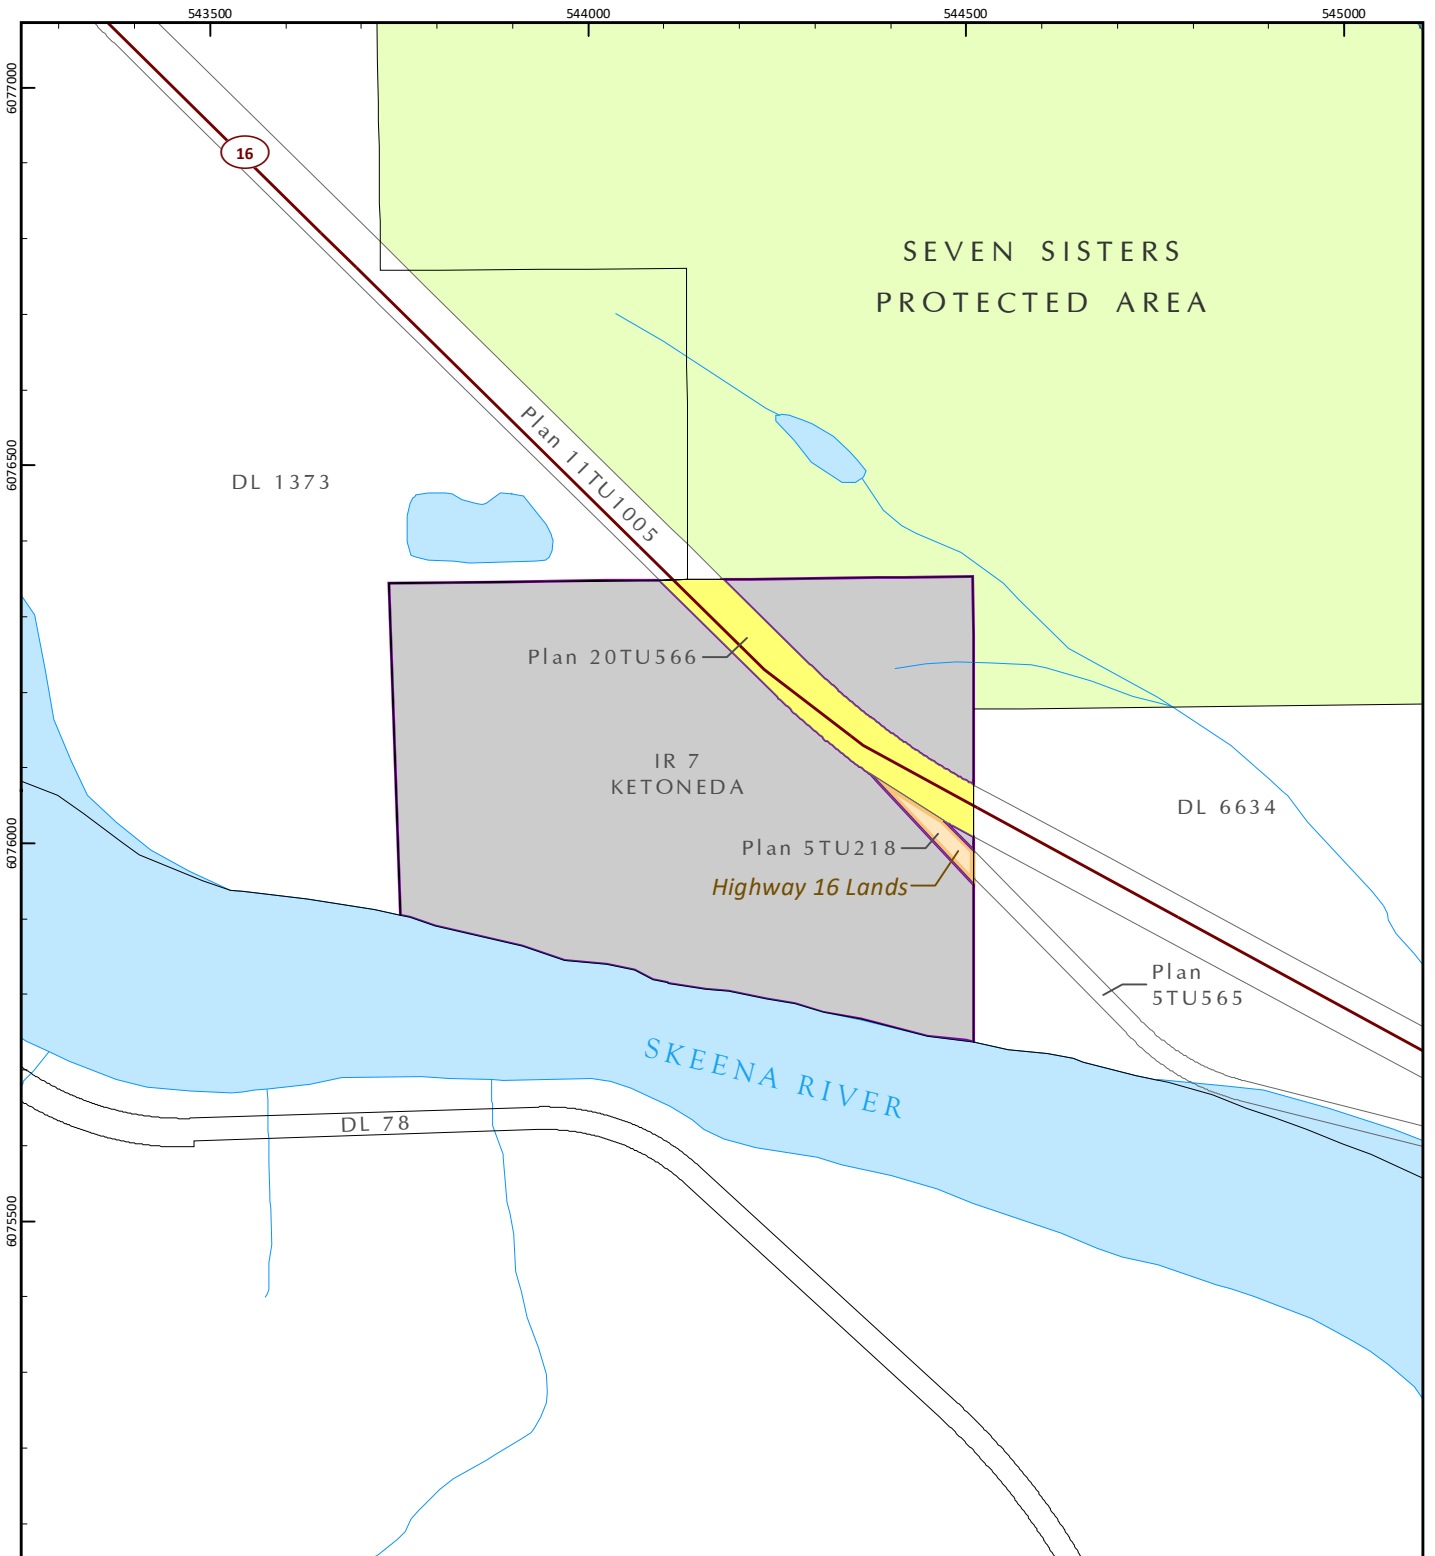 543500
544000
544500
545000
6077000
16
SEVEN SISTERS
PROTECTED AREA
Plan 11TU1005
6076500
DL 1373
Plan 20TU566
IR 7
KETONEDA
DL 6634
6076000
Plan 5TU218
Highway 16 Lands
Plan
5TU565
SKEENA RIVER
DL 78
6075500